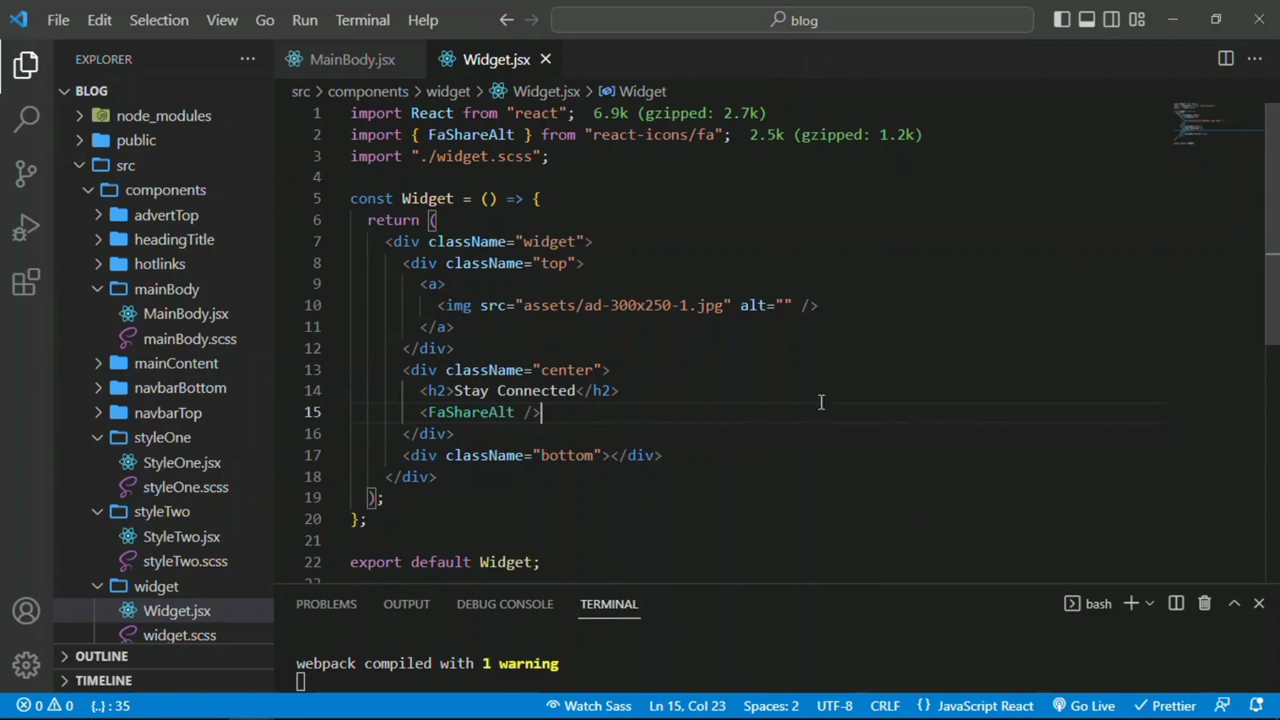 File Edit Selection View Go Run Terminal Help
blog
EXPLORER
BLOG
node_modules
public
src
components
advertTop
headingTitle
hotlinks
mainBody
MainBody.jsx
mainBody.scss
mainContent
navbarBottom
navbarTop
styleOne
StyleOne.jsx
styleOne.scss
styleTwo
StyleTwo.jsx
styleTwo.scss
widget
Widget.jsx
widget.scss
OUTLINE
TIMELINE
MainBody.jsx Widget.jsx
src components widget Widget.jsx Widget
1 import React from "react"; 6.9k (gzipped: 2.7k)
2 import { FaShareAlt } from "react-icons/fa"; 2.5k (gzipped: 1.2k)
3 import "./widget.scss";
4
5 const Widget = () => {
6 return (
7 <div className="widget">
8 <div className="top">
9 <a>
10 <img src="assets/ad-300x250-1.jpg" alt="" />
11 </a>
12 </div>
13 <div className="center">
14 <h2>Stay Connected</h2>
15 <FaShareAlt />
16 </div>
17 <div className="bottom"></div>
18 </div>
19 );
20 };
21
22 export default Widget;
PROBLEMS OUTPUT DEBUG CONSOLE TERMINAL
bash
webpack compiled with 1 warning
0 0 {..} : 35 Watch Sass Ln 15, Col 23 Spaces: 2 UTF-8 CRLF {} JavaScript React Go Live Prettier